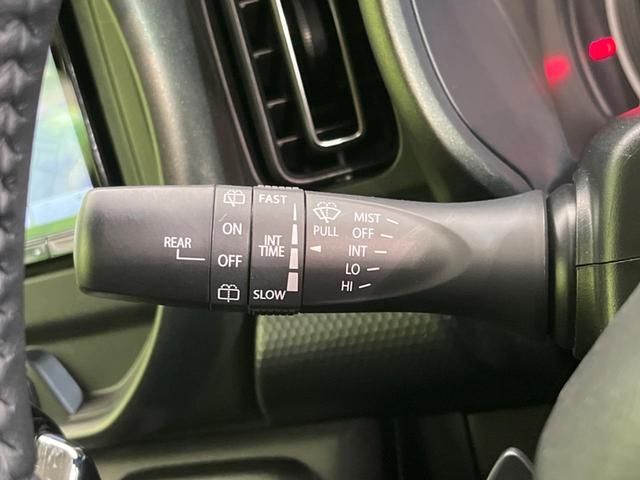 REAR
ON
OFF
FAST
INT
TIME
SLOW
PULL
MIST
OFF
INT
LO
HI